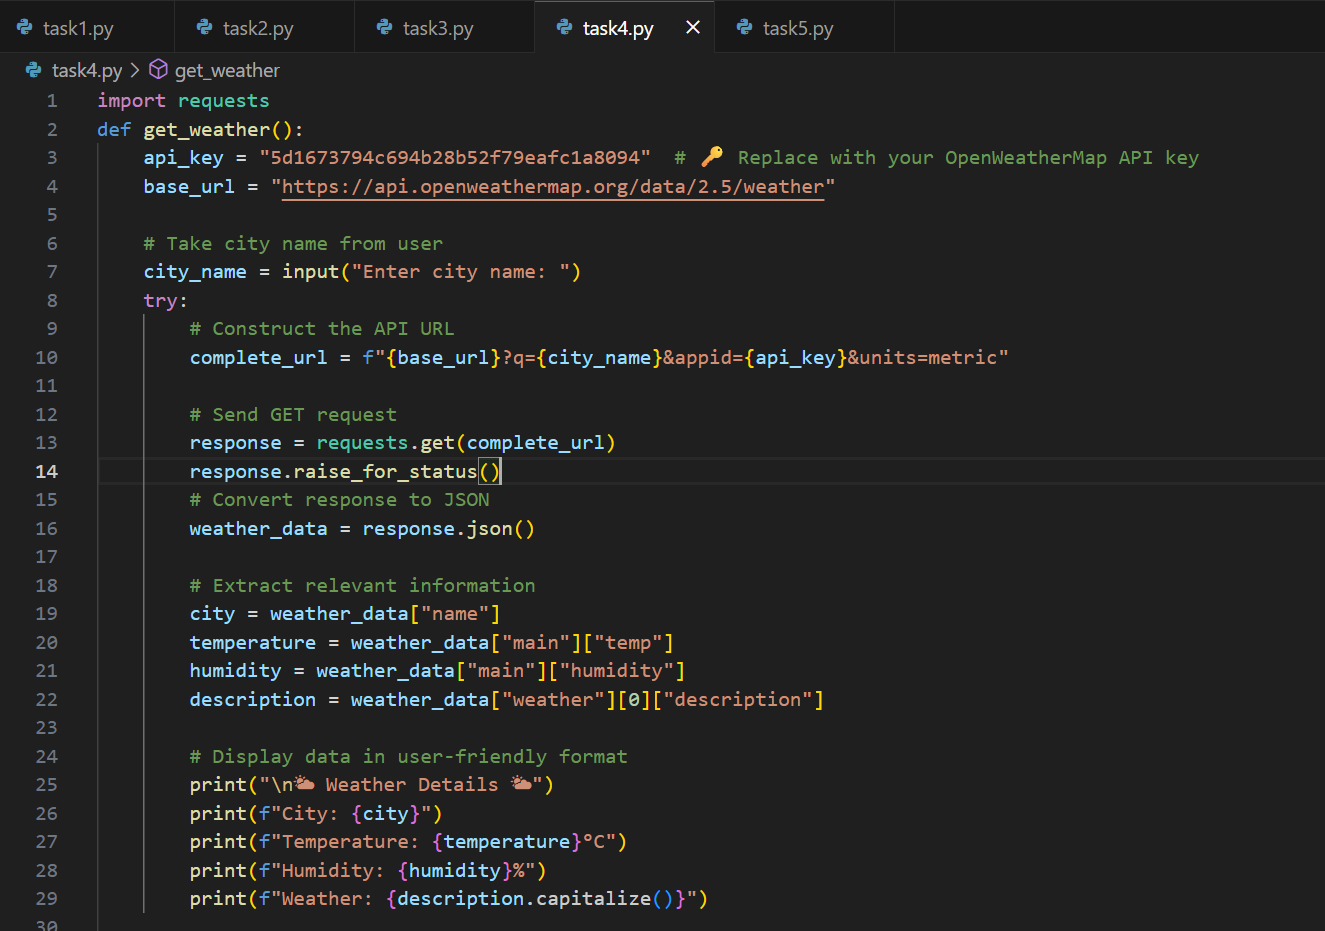 task1.py task2.py task3.py task4.py task5.py
task4.py > get_weather
1 import requests
2 def get_weather():
3     api_key = "5d1673794c694b28b52f79eafc1a8094"  # 🔑 Replace with your OpenWeatherMap API key
4     base_url = "https://api.openweathermap.org/data/2.5/weather"
5
6     # Take city name from user
7     city_name = input("Enter city name: ")
8     try:
9         # Construct the API URL
10         complete_url = f"{base_url}?q={city_name}&appid={api_key}&units=metric"
11
12         # Send GET request
13         response = requests.get(complete_url)
14         response.raise_for_status()
15         # Convert response to JSON
16         weather_data = response.json()
17
18         # Extract relevant information
19         city = weather_data["name"]
20         temperature = weather_data["main"]["temp"]
21         humidity = weather_data["main"]["humidity"]
22         description = weather_data["weather"][0]["description"]
23
24         # Display data in user-friendly format
25         print("\n🌥 Weather Details 🌥")
26         print(f"City: {city}")
27         print(f"Temperature: {temperature}°C")
28         print(f"Humidity: {humidity}%")
29         print(f"Weather: {description.capitalize()}")
30